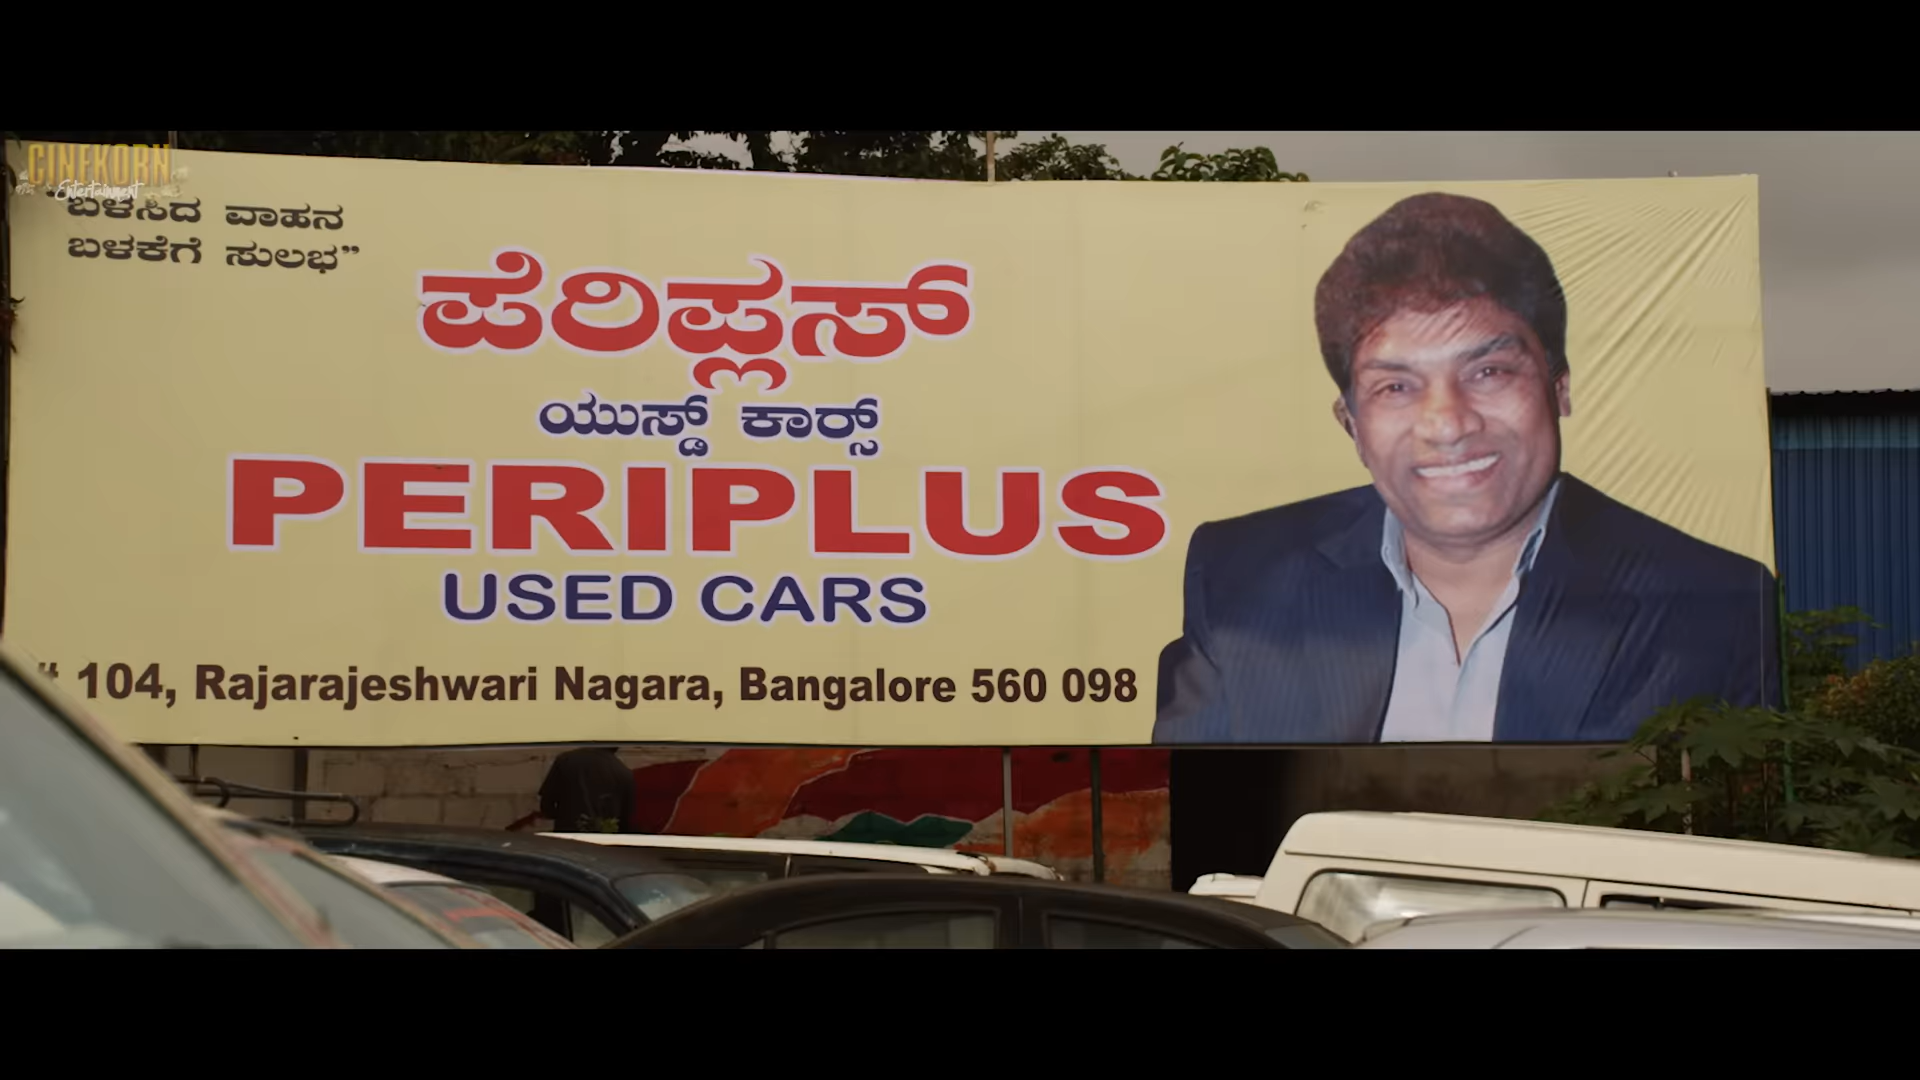 CINEKORN
Entertainment
"ಬಳಸಿದ ವಾಹನ
ಬಳಕೆಗೆ ಸುಲಭ"
ಪೆರಿಪ್ಲಸ್
ಯುಸ್ಡ್ ಕಾರ್ಸ್
PERIPLUS
USED CARS
# 104, Rajarajeshwari Nagara, Bangalore 560 098